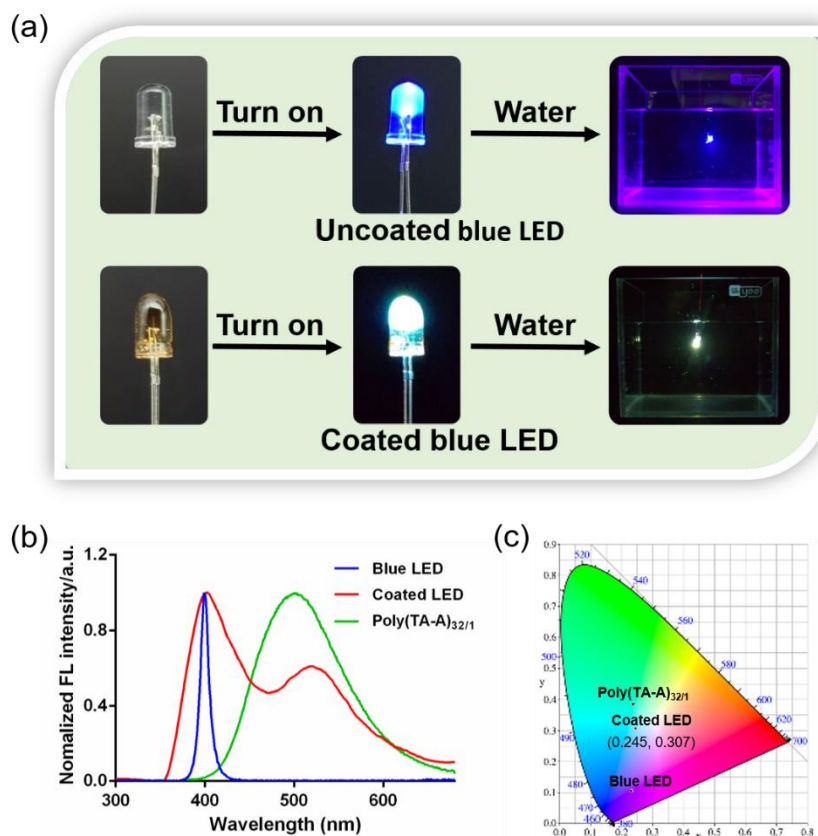 (a)
Turn on
Water
Uncoated blue LED
Turn on
Water
Coated blue LED
(b)
Nomalized FL intensity/a.u.
1.2
0.8
0.4
0.0
300
400
500
600
Wavelength (nm)
Blue LED
Coated LED
Poly(TA-A)32/1
(c)
0.9
0.8
0.7
0.6
0.5
y
0.4
0.3
0.2
0.1
0.0
520
540
560
580
600
620
700
500
490
480
470
460
380
Poly(TA-A)32/1
Coated LED
(0.245, 0.307)
Blue LED
0.0
0.1
0.2
0.3
0.4
0.5
0.6
0.7
0.8